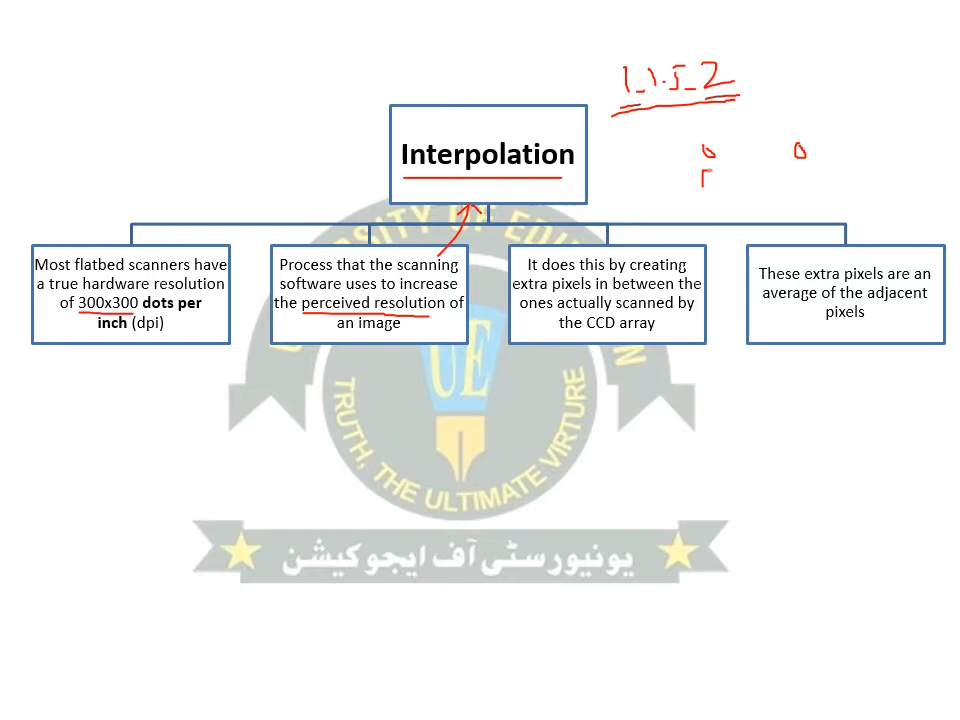 1_1.5_2
Interpolation
Most flatbed scanners have
a true hardware resolution
of 300x300 dots per
inch (dpi)
Process that the scanning
software uses to increase
the perceived resolution of
an image
It does this by creating
extra pixels in between the
ones actually scanned by
the CCD array
These extra pixels are an
average of the adjacent
pixels
UE
TRUTH, THE ULTIMATE VIRTURE
یونیورسٹی آف ایجوکیشن